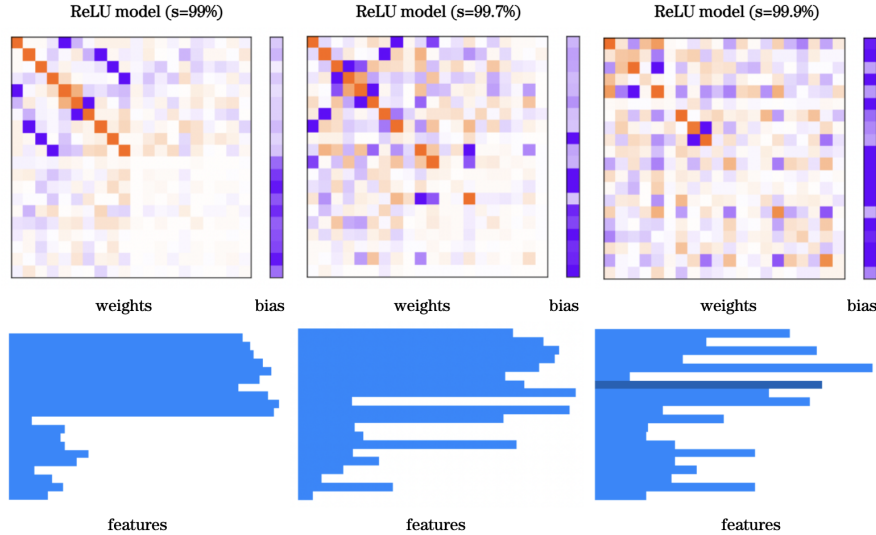 ReLU model (s=99%)
ReLU model (s=99.7%)
ReLU model (s=99.9%)
weights
bias
weights
bias
weights
bias
features
features
features